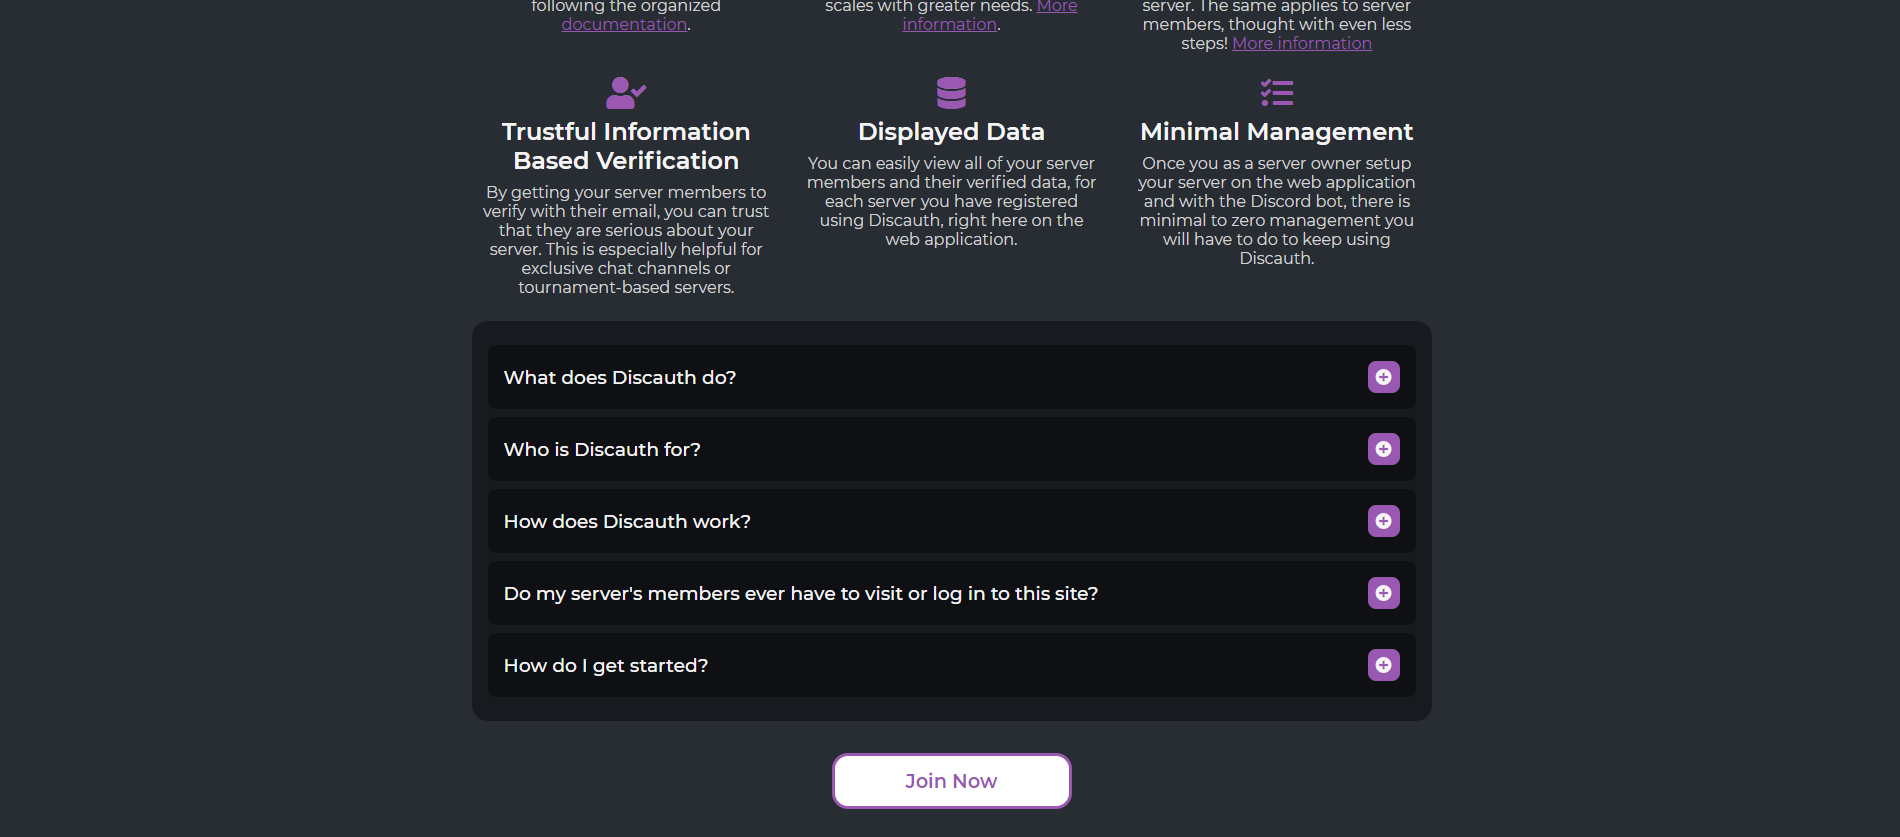 following the organized
documentation.
scales with greater needs. More
information.
server. The same applies to server
members, thought with even less
steps! More information
Trustful Information
Based Verification
By getting your server members to
verify with their email, you can trust
that they are serious about your
server. This is especially helpful for
exclusive chat channels or
tournament-based servers.
Displayed Data
You can easily view all of your server
members and their verified data, for
each server you have registered
using Discauth, right here on the
web application.
Minimal Management
Once you as a server owner setup
your server on the web application
and with the Discord bot, there is
minimal to zero management you
will have to do to keep using
Discauth.
What does Discauth do?
Who is Discauth for?
How does Discauth work?
Do my server's members ever have to visit or log in to this site?
How do I get started?
Join Now